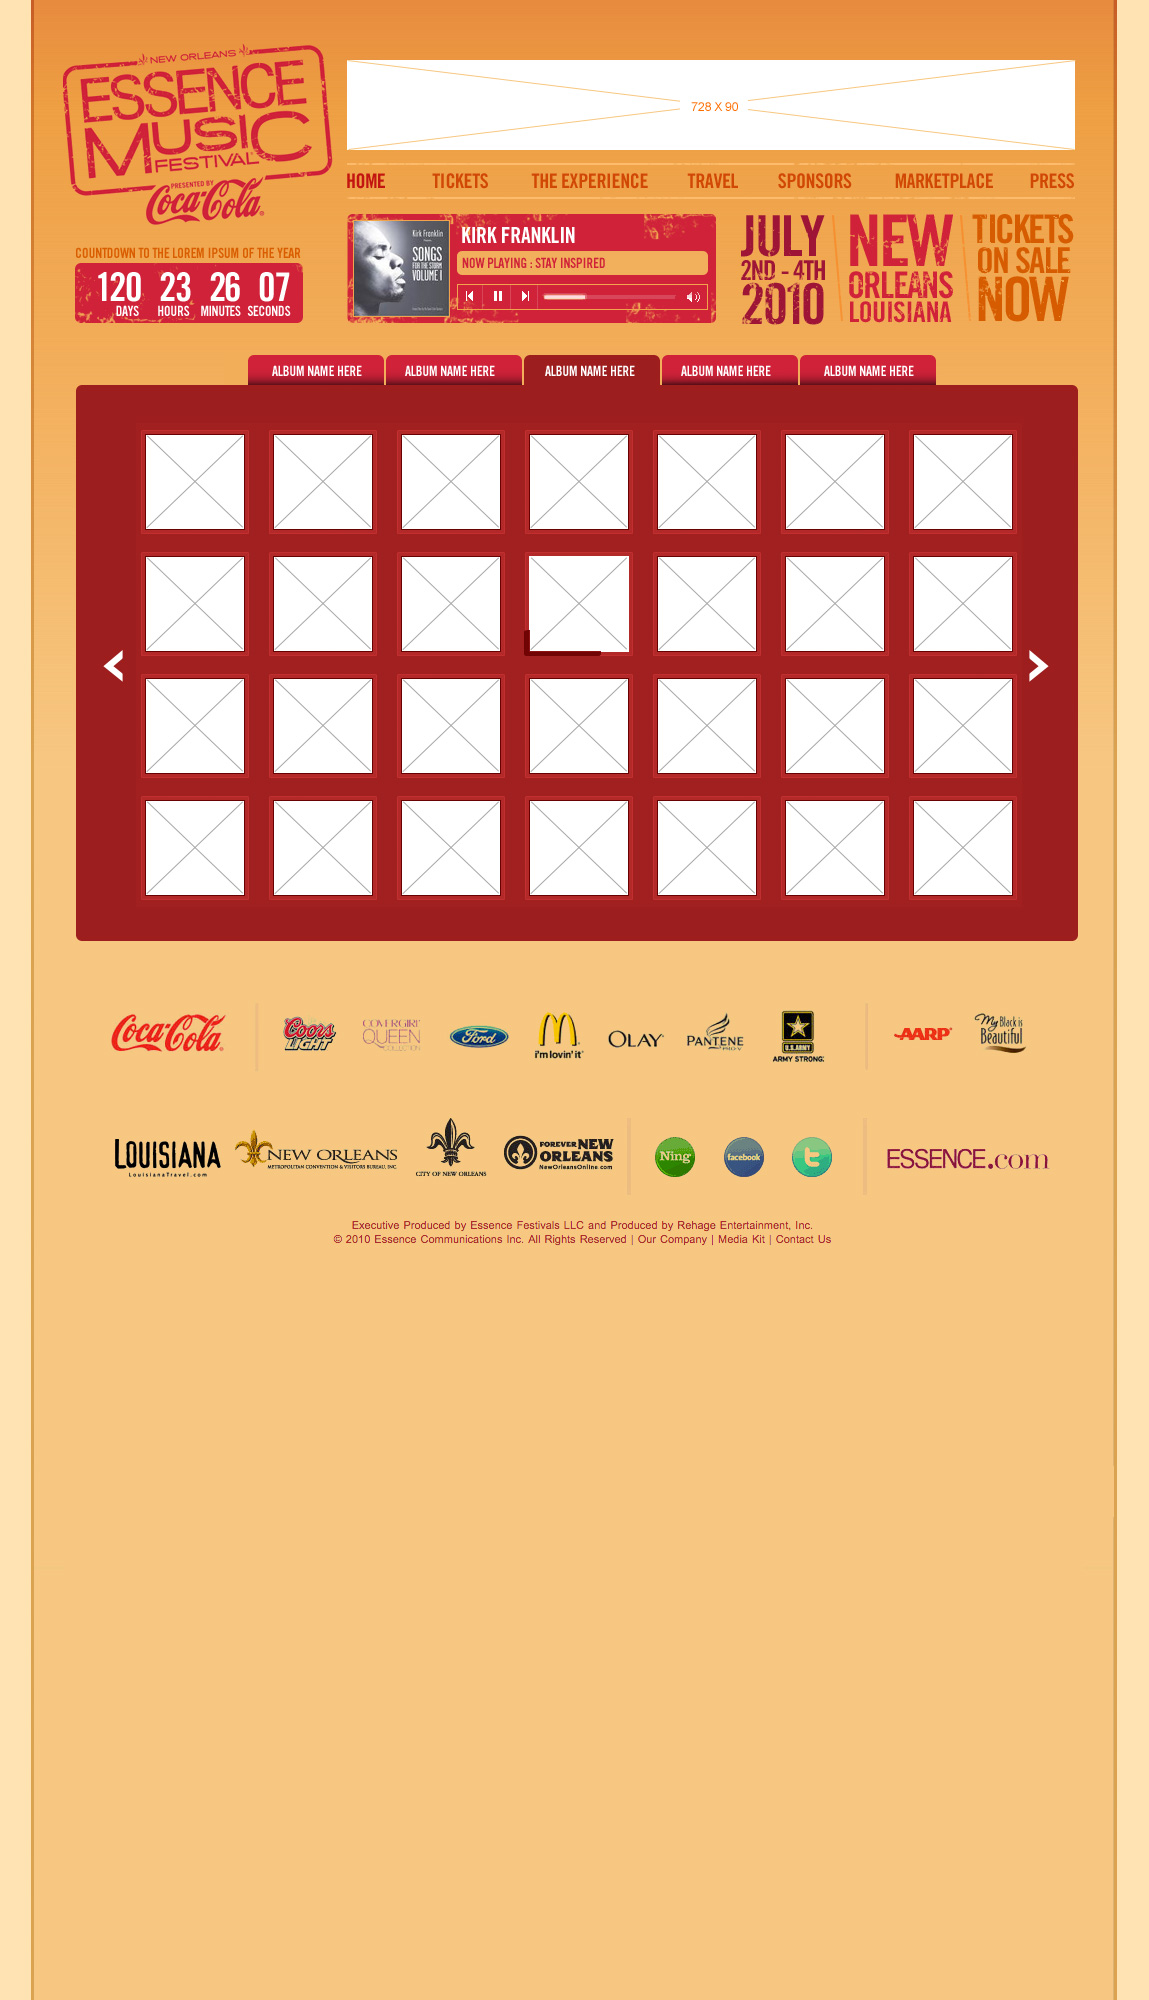 NEW ORLEANS
ESSENCE
MUSIC
FESTIVAL
PRESENTED BY
Coca-Cola
728 X 90
HOME TICKETS THE EXPERIENCE TRAVEL SPONSORS MARKETPLACE PRESS
COUNTDOWN TO THE LOREM IPSUM OF THE YEAR
120 23 26 07
DAYS HOURS MINUTES SECONDS
Kirk Franklin
Presents
SONGS
FOR THE STORM
VOLUME I
KIRK FRANKLIN
NOW PLAYING : STAY INSPIRED
JULY
2ND - 4TH
2010
NEW
ORLEANS
LOUISIANA
TICKETS
ON SALE
NOW
ALBUM NAME HERE ALBUM NAME HERE ALBUM NAME HERE ALBUM NAME HERE ALBUM NAME HERE
Coca-Cola
Coors
LIGHT
COVERGIRL
QUEEN
COLLECTION
Ford
i'm lovin' it
OLAY
PANTENE
PRO-V
U.S. ARMY
ARMY STRONG
AARP
My Black is
Beautiful
LOUISIANA
LouisianaTravel.com
NEW ORLEANS
METROPOLITAN CONVENTION & VISITORS BUREAU, INC.
CITY OF NEW ORLEANS
FOREVER NEW
ORLEANS
NewOrleansOnline.com
Ning
facebook
t
ESSENCE.com
Executive Produced by Essence Festivals LLC and Produced by Rehage Entertainment, Inc.
© 2010 Essence Communications Inc. All Rights Reserved | Our Company | Media Kit | Contact Us